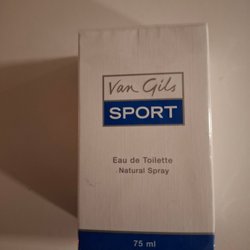 Van Gils
SPORT
Eau de Toilette
Natural Spray
75 ml